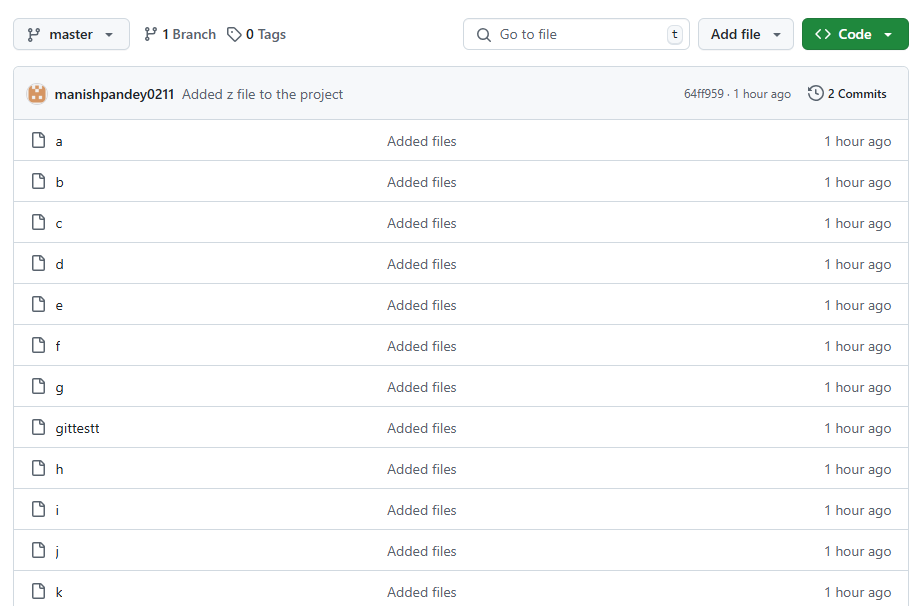 master 1 Branch 0 Tags Go to file t Add file Code
manishpandey0211 Added z file to the project 64ff959 · 1 hour ago 2 Commits
a Added files 1 hour ago
b Added files 1 hour ago
c Added files 1 hour ago
d Added files 1 hour ago
e Added files 1 hour ago
f Added files 1 hour ago
g Added files 1 hour ago
gittestt Added files 1 hour ago
h Added files 1 hour ago
i Added files 1 hour ago
j Added files 1 hour ago
k Added files 1 hour ago